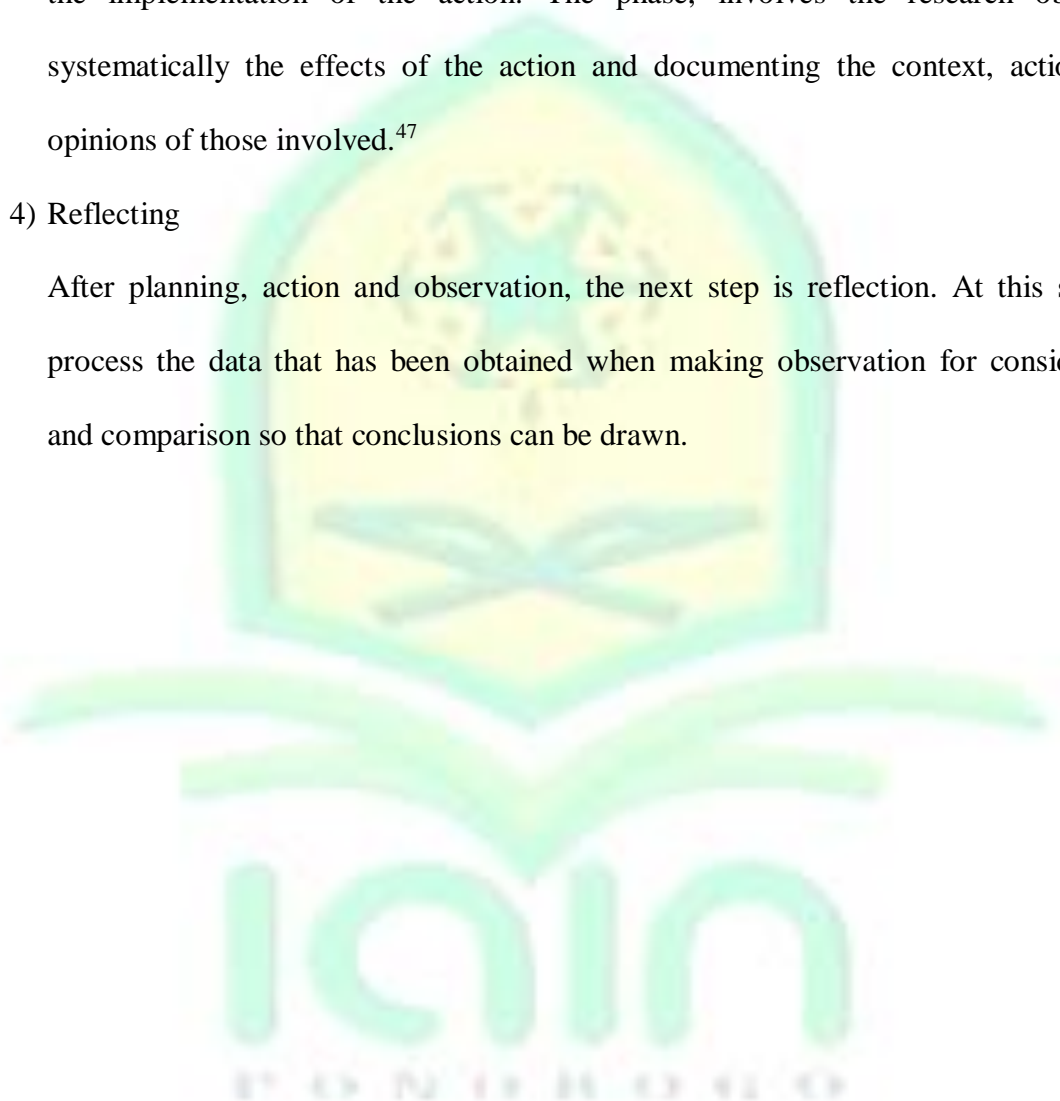 the implementation of the action. The phase, involves the research
systematically the effects of the action and documenting the context,
opinions of those involved.47
4) Reflecting
After planning, action and observation, the next step is reflection. At this
process the data that has been obtained when making observation for
and comparison so that conclusions can be drawn.
iain
PONOROGO